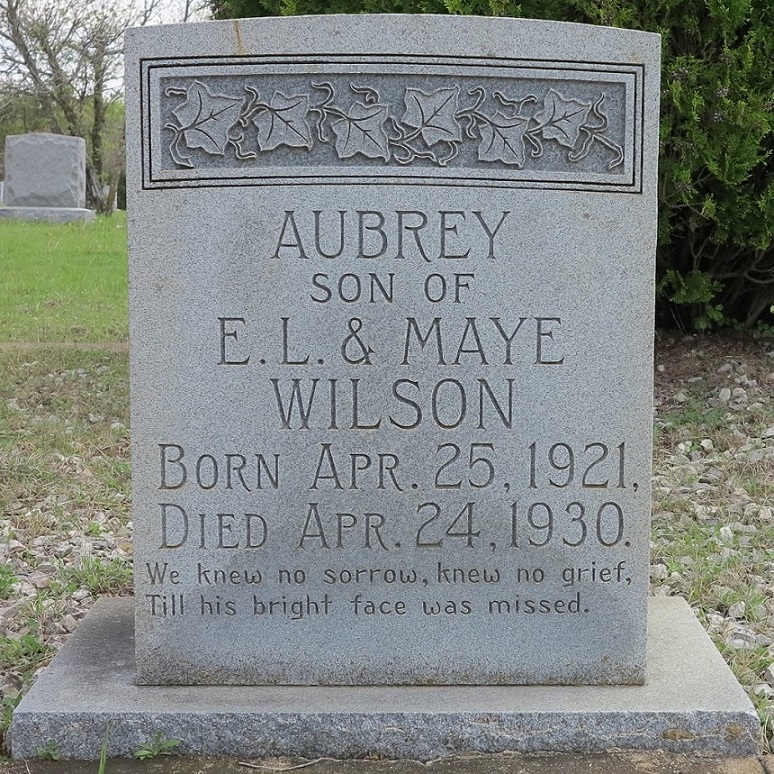 AUBREY
SON OF
E.L. & MAYE
WILSON
BORN APR. 25, 1921,
DIED APR. 24, 1930.
We knew no sorrow, knew no grief,
Till his bright face was missed.